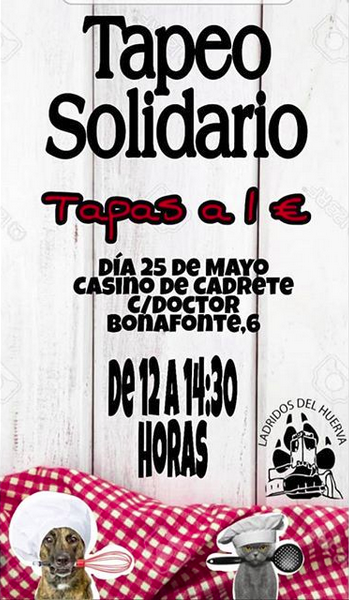 Tapeo
Solidario
Tapas a 1 €
Día 25 de Mayo
Casino de Cadrete
C/Doctor
Bonafonte,6
De 12 a 14:30
HORAS
LADRIDOS DEL HUERVA